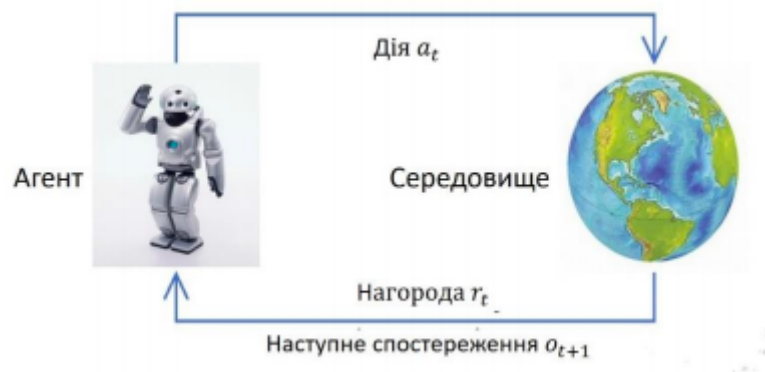 Дія a_t
Агент
Середовище
Нагорода r_t
Наступне спостереження o_{t+1}